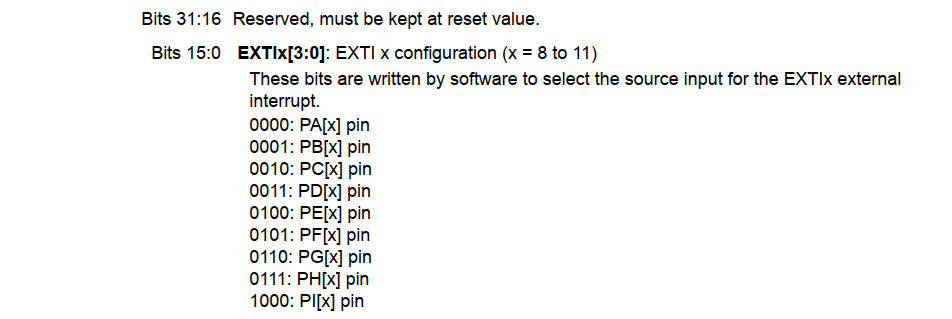 Bits 31:16 Reserved, must be kept at reset value.
Bits 15:0 EXTIx[3:0]: EXTI x configuration (x = 8 to 11)
These bits are written by software to select the source input for the EXTIx external
interrupt.
0000: PA[x] pin
0001: PB[x] pin
0010: PC[x] pin
0011: PD[x] pin
0100: PE[x] pin
0101: PF[x] pin
0110: PG[x] pin
0111: PH[x] pin
1000: PI[x] pin